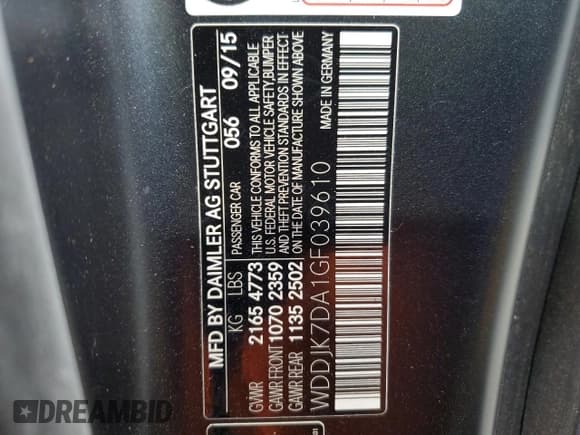 MFD BY DAIMLER AG STUTTGART
056 09/15
KG LBS PASSENGER CAR
GVWR 2165 4773
GAWR FRONT 1070 2359
GAWR REAR 1135 2502
THIS VEHICLE CONFORMS TO ALL APPLICABLE
U.S. FEDERAL MOTOR VEHICLE SAFETY,BUMPER
AND THEFT PREVENTION STANDARDS IN EFFECT
ON THE DATE OF MANUFACTURE SHOWN ABOVE
WDDJK7DA1GF039610
MADE IN GERMANY
DREAMBID